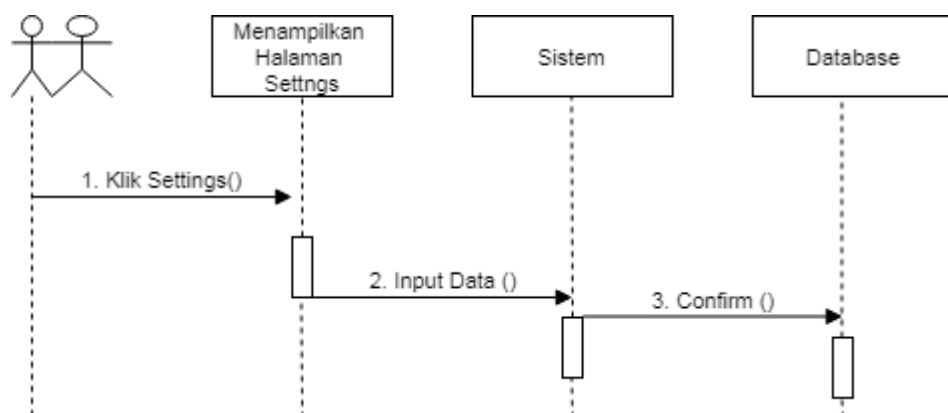 Menampilkan
Halaman
Settngs
Sistem
Database
1. Klik Settings()
2. Input Data ()
3. Confirm ()